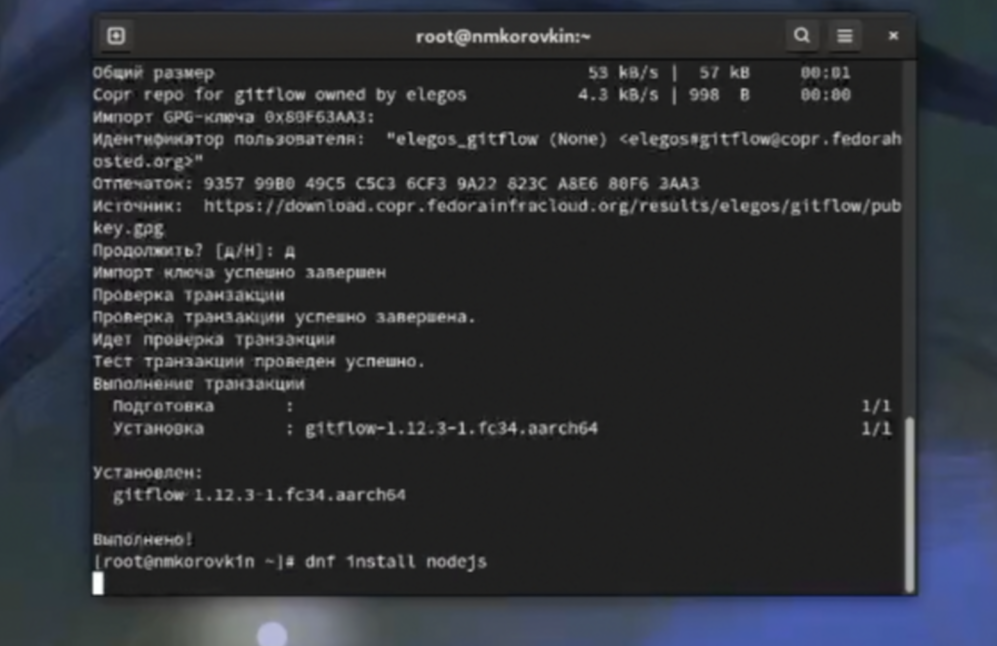 root@nmkorovkin:~
Общий размер 53 kB/s | 57 kB 00:01
Copr repo for gitflow owned by elegos 4.3 kB/s | 998 B 00:00
Импорт GPG-ключа 0x80F63AA3:
Идентификатор пользователя: "elegos_gitflow (None) <elegos#gitflow@copr.fedorah
osted.org>"
Отпечаток: 9357 99B0 49C5 C5C3 6CF3 9A22 823C A8E6 80F6 3AA3
Источник: https://download.copr.fedorainfracloud.org/results/elegos/gitflow/pub
key.gpg
Продолжить? [д/Н]: д
Импорт ключа успешно завершен
Проверка транзакции
Проверка транзакции успешно завершена.
Идет проверка транзакции
Тест транзакции проведен успешно.
Выполнение транзакции
Подготовка : 1/1
Установка : gitflow-1.12.3-1.fc34.aarch64 1/1
Установлен:
gitflow-1.12.3-1.fc34.aarch64
Выполнено!
[root@nmkorovkin ~]# dnf install nodejs